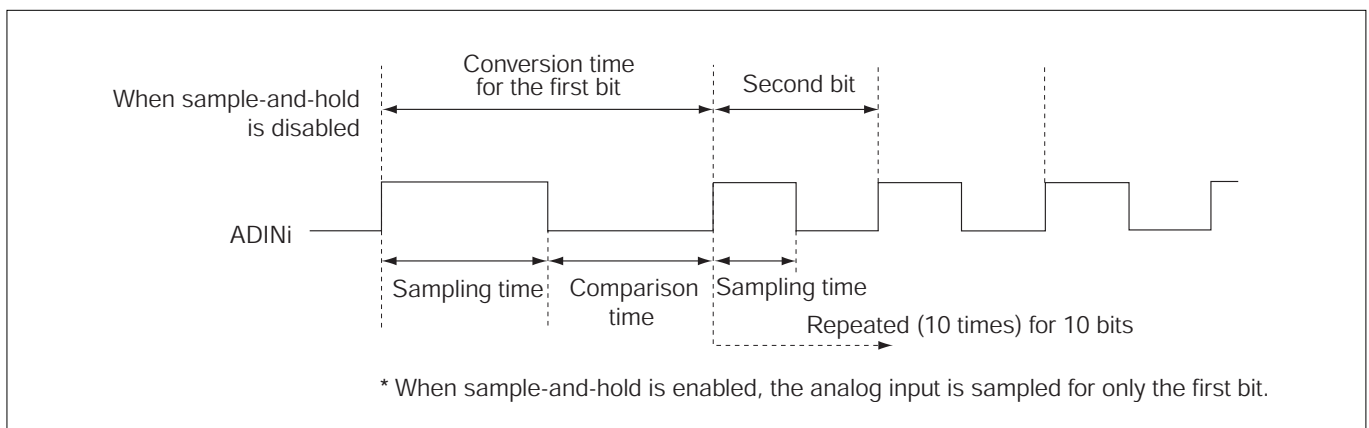 Conversion time
for the first bit
Second bit
When sample-and-hold
is disabled
ADINi
Sampling time
Comparison
time
Sampling time
Repeated (10 times) for 10 bits
* When sample-and-hold is enabled, the analog input is sampled for only the first bit.